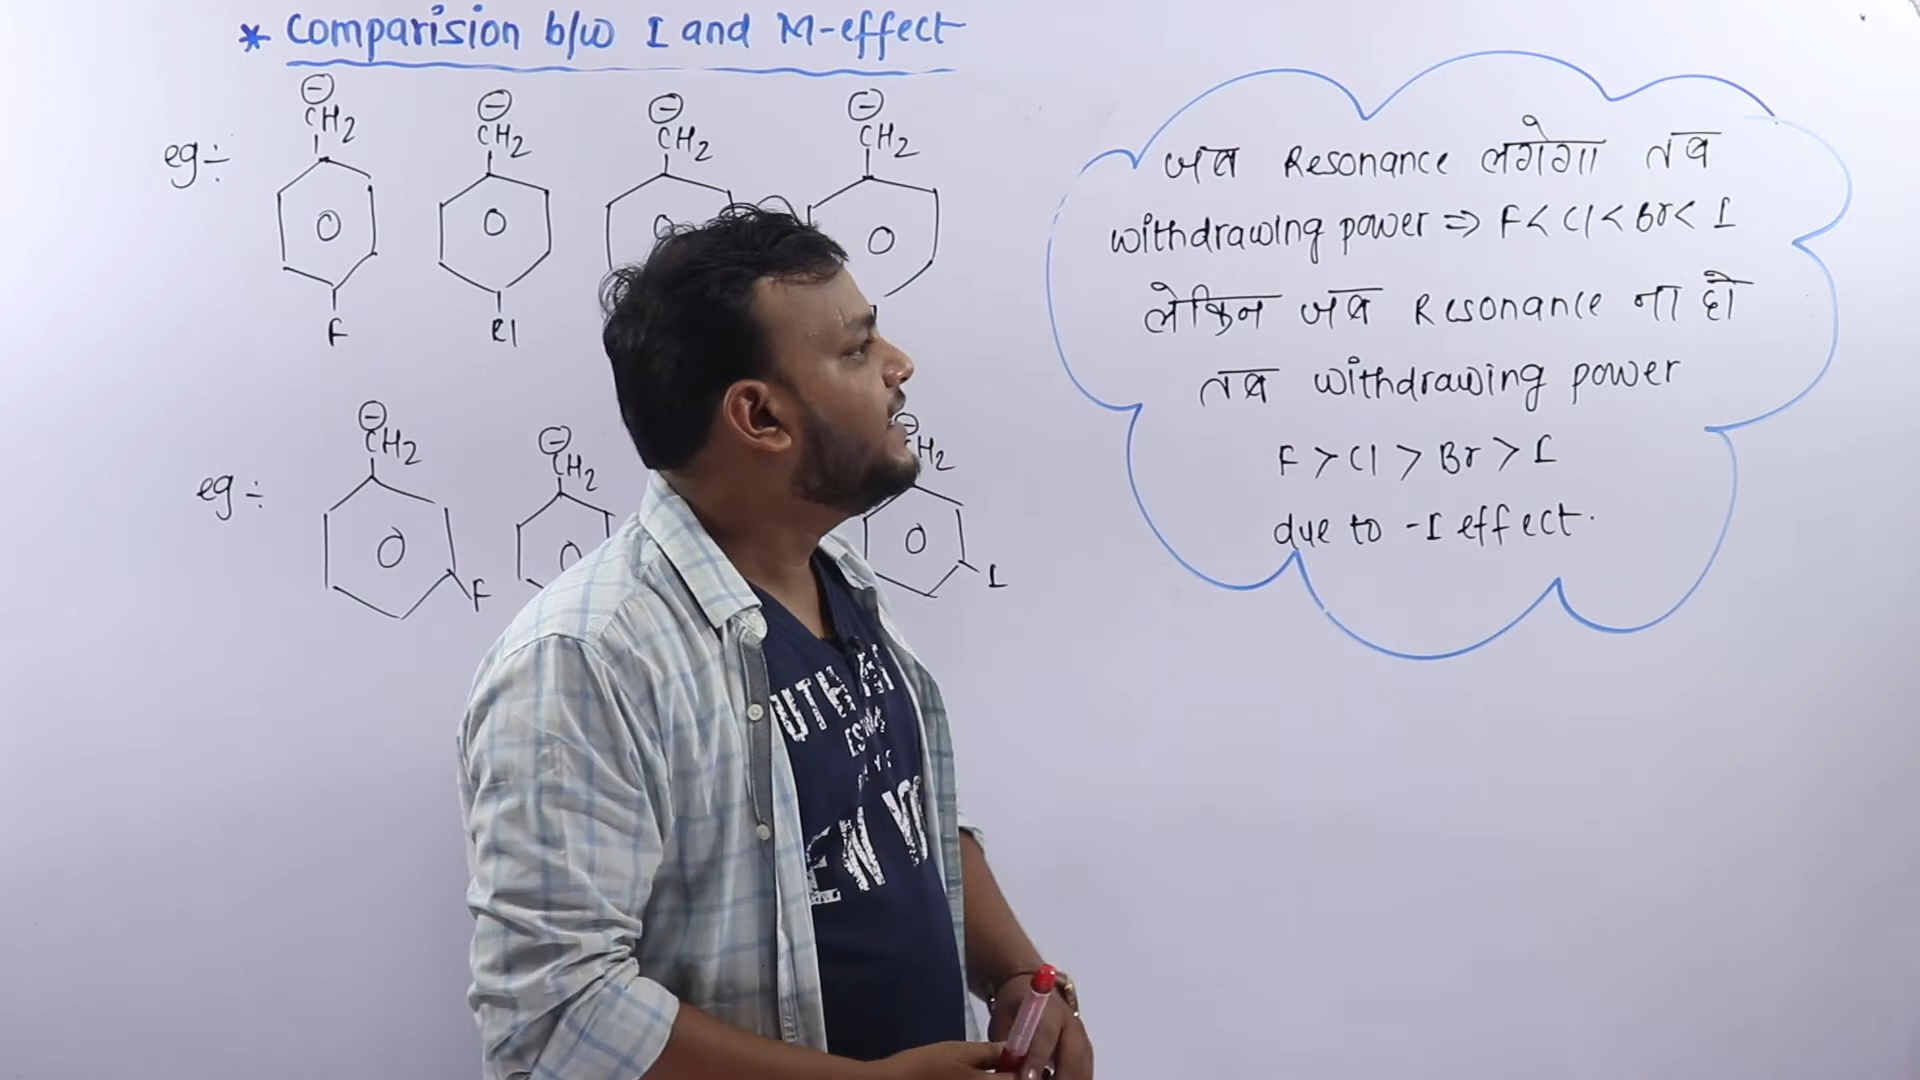 * Comparision b/w I and M-effect
eg÷
⊖
CH2
F
⊖
CH2
Cl
⊖
CH2
⊖
CH2
eg÷
⊖
CH2
F
⊖
CH2
⊖
H2
I
जब Resonance लगेगा तब
withdrawing power ⇒ F < Cl < Br < I
लेकिन जब Resonance ना हो
तब withdrawing power
F > Cl > Br > I
due to -I effect.